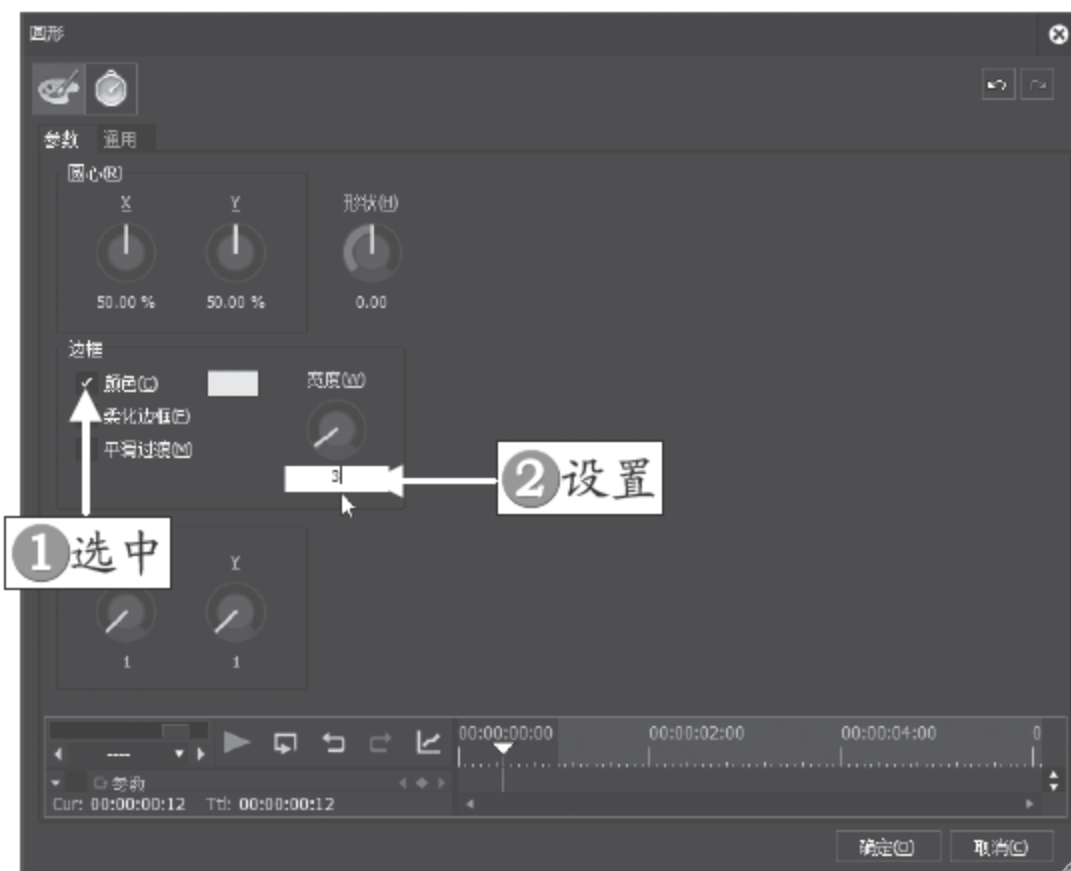 圆形
参数 通用
圆心(R)
X Y 形状(H)
50.00 % 50.00 % 0.00
边框
颜色(C) 宽度(W)
柔化边框(E)
平滑过渡(M)
3
2 设置
1 选中
Y
1 1
00:00:00:00 00:00:02:00 00:00:04:00 0
----
参数
Cur: 00:00:00:12 Ttl: 00:00:00:12
确定(O) 取消(C)